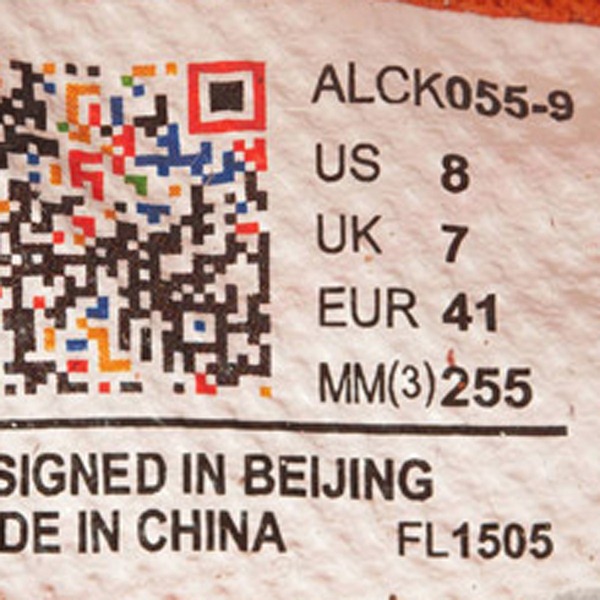 ALCK055-9
US 8
UK 7
EUR 41
MM(3)255
SIGNED IN BEIJING
DE IN CHINA FL1505